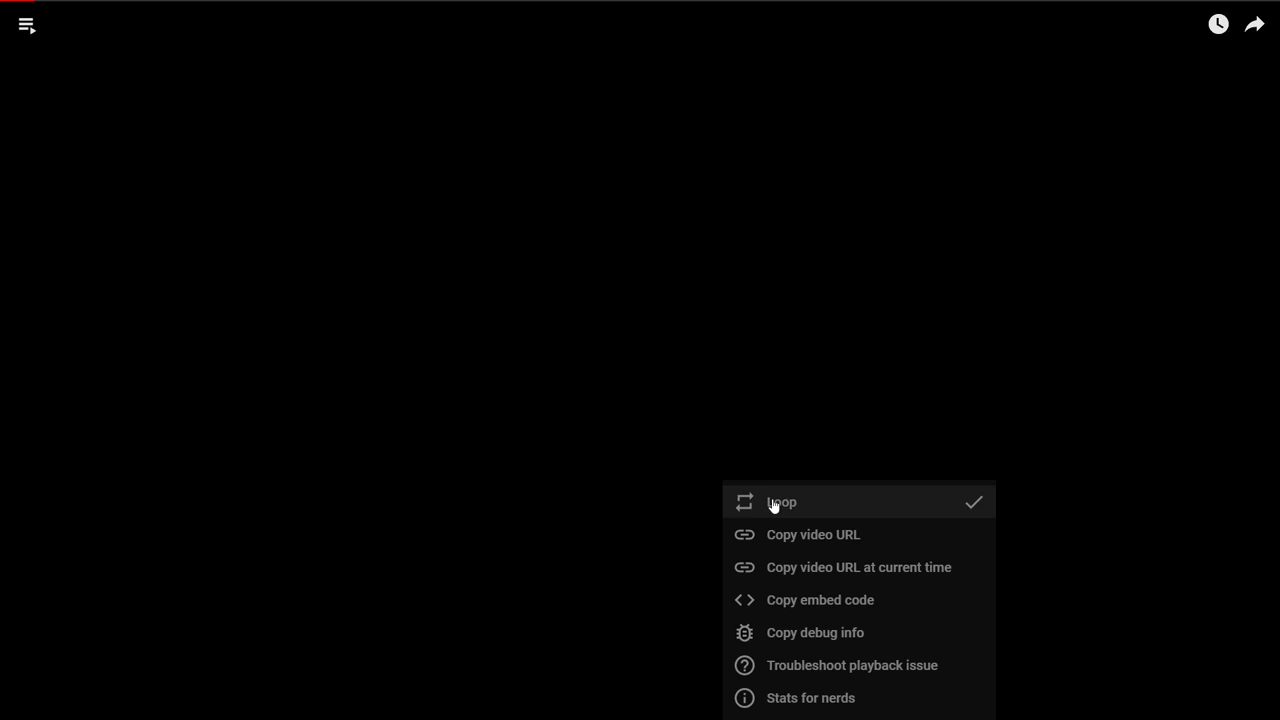 Loop
Copy video URL
Copy video URL at current time
Copy embed code
Copy debug info
Troubleshoot playback issue
Stats for nerds